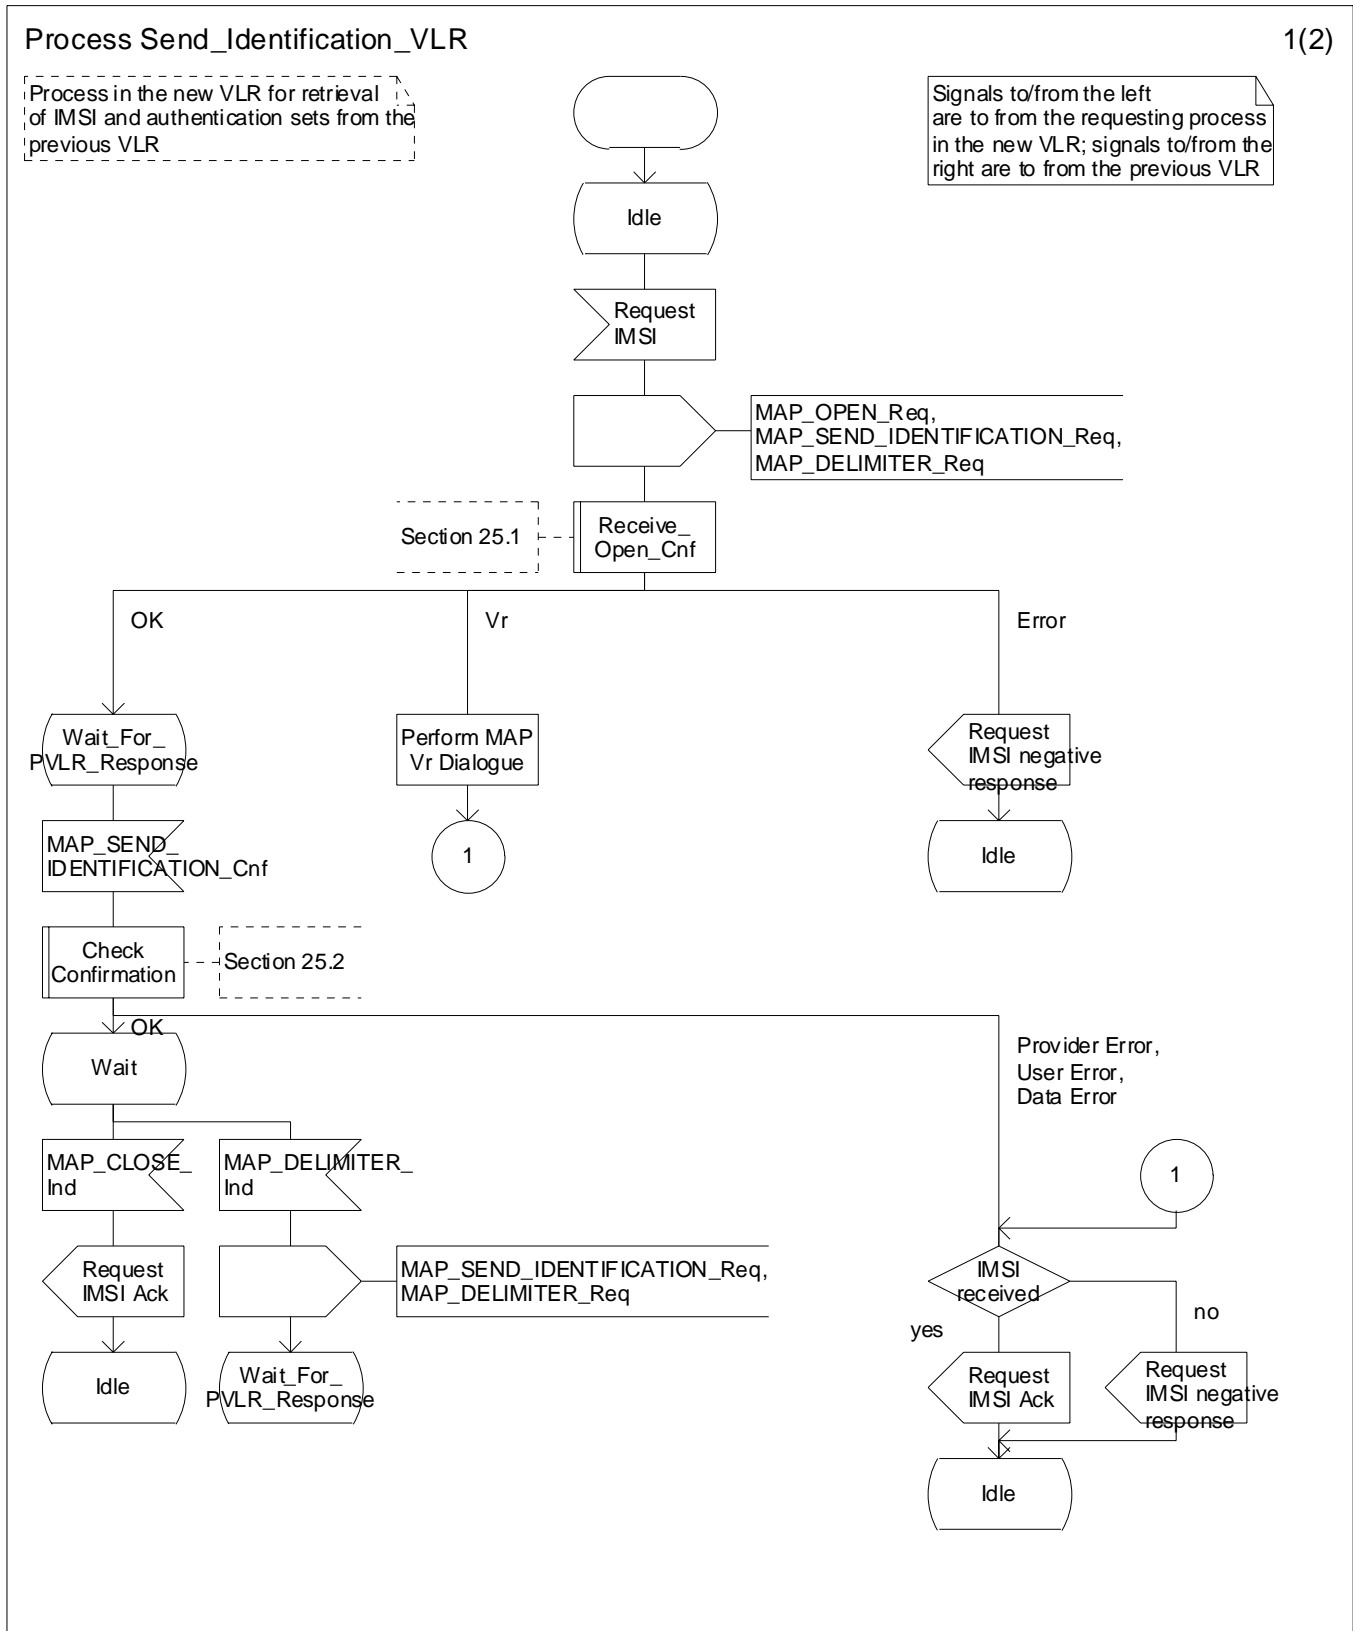 Process Send_Identification_VLR
1(2)
Process in the new VLR for retrieval
of IMSI and authentication sets from the
previous VLR
Signals to/from the left
are to from the requesting process
in the new VLR; signals to/from the
right are to from the previous VLR
Idle
Request
IMSI
MAP_OPEN_Req,
MAP_SEND_IDENTIFICATION_Req,
MAP_DELIMITER_Req
Section 25.1
Receive_
Open_Cnf
OK
Vr
Error
Wait_For_
PVLR_Response
Perform MAP
Vr Dialogue
Request
IMSI negative
response
MAP_SEND_
IDENTIFICATION_Cnf
1
Idle
Check
Confirmation
Section 25.2
OK
Wait
Provider Error,
User Error,
Data Error
MAP_CLOSE_
Ind
MAP_DELIMITER_
Ind
1
Request
IMSI Ack
MAP_SEND_IDENTIFICATION_Req,
MAP_DELIMITER_Req
IMSI
received
yes
no
Idle
Wait_For_
PVLR_Response
Request
IMSI Ack
Request
IMSI negative
response
Idle